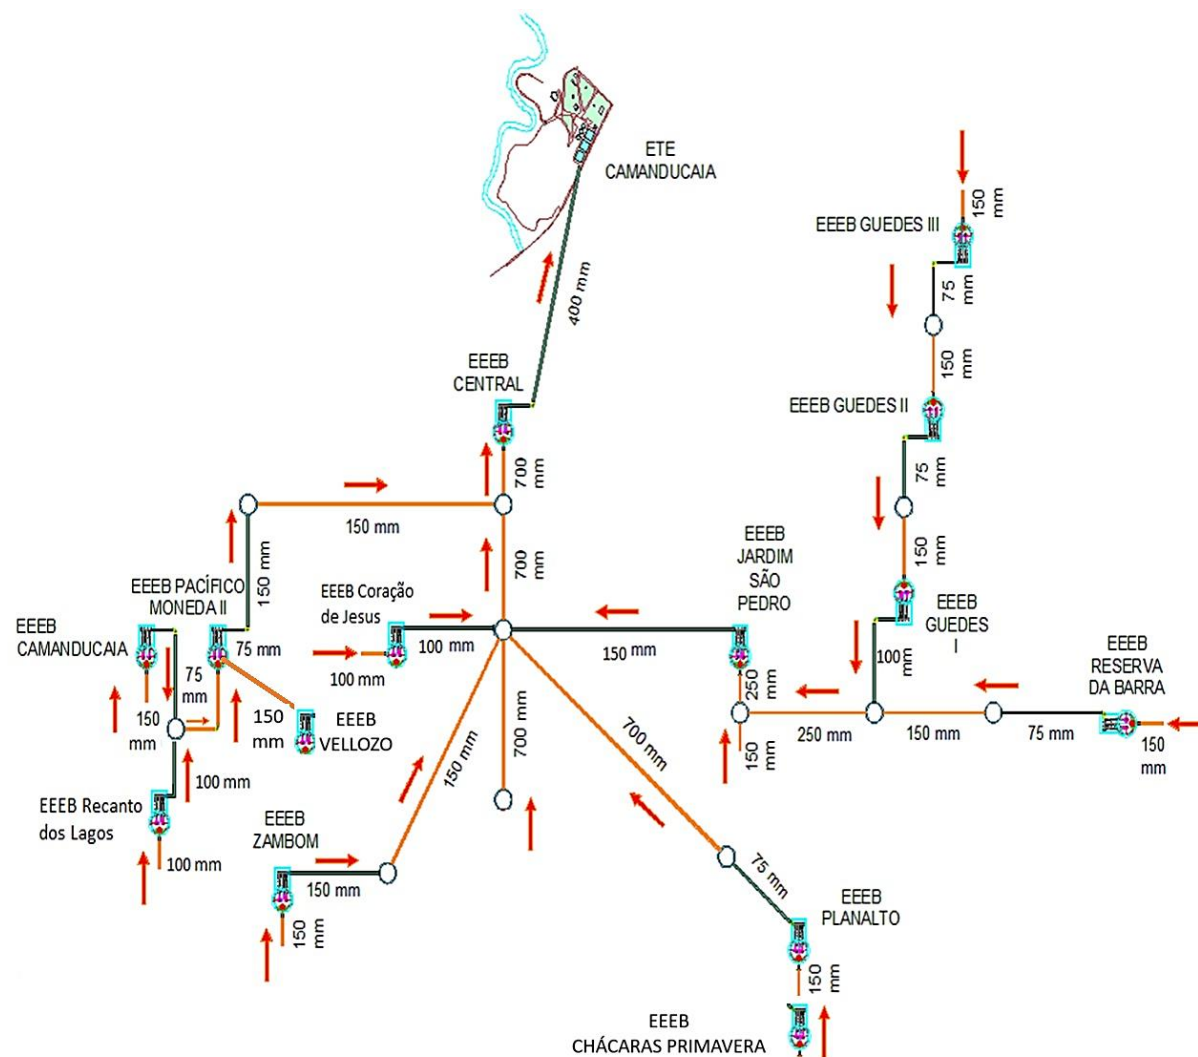 ETE
CAMANDUCAIA
150
mm
EEEB GUEDES III
75
mm
400 mm
150
mm
EEEB
CENTRAL
EEEB GUEDES II
700
mm
75
mm
150 mm
150
mm
700
mm
EEEB
JARDIM
SÃO
PEDRO
150 mm
EEEB PACÍFICO
MONEDA II
EEEB Coração
de Jesus
EEEB
GUEDES
I
EEEB
CAMANDUCAIA
75 mm
100 mm
150 mm
100
EEEB
RESERVA
DA BARRA
75
mm
100 mm
250
mm
150
mm
150
mm
EEEB
VELLOZO
700 mm
700 mm
250 mm
150 mm
75 mm
150
mm
150 mm
150
mm
100 mm
EEEB Recanto
dos Lagos
EEEB
ZAMBOM
100 mm
150 mm
75 mm
EEEB
PLANALTO
150
mm
150
mm
EEEB
CHÁCARAS PRIMAVERA